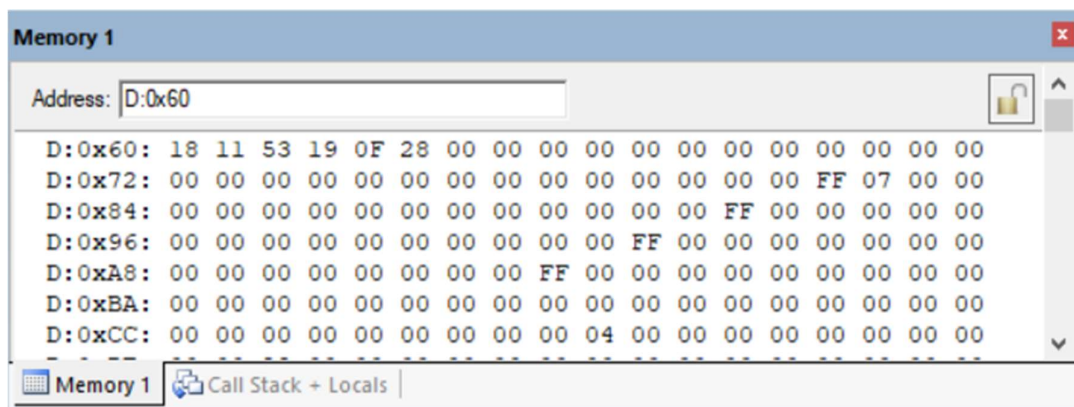 Memory 1
Address: D:0x60
D:0x60: 18 11 53 19 0F 28 00 00 00 00 00 00 00 00 00 00 00 00
D:0x72: 00 00 00 00 00 00 00 00 00 00 00 00 00 00 FF 07 00 00
D:0x84: 00 00 00 00 00 00 00 00 00 00 00 00 FF 00 00 00 00 00
D:0x96: 00 00 00 00 00 00 00 00 00 00 FF 00 00 00 00 00 00 00
D:0xA8: 00 00 00 00 00 00 00 00 FF 00 00 00 00 00 00 00 00 00
D:0xBA: 00 00 00 00 00 00 00 00 00 00 00 00 00 00 00 00 00 00
D:0xCC: 00 00 00 00 00 00 00 00 00 04 00 00 00 00 00 00 00 00
Memory 1 Call Stack + Locals